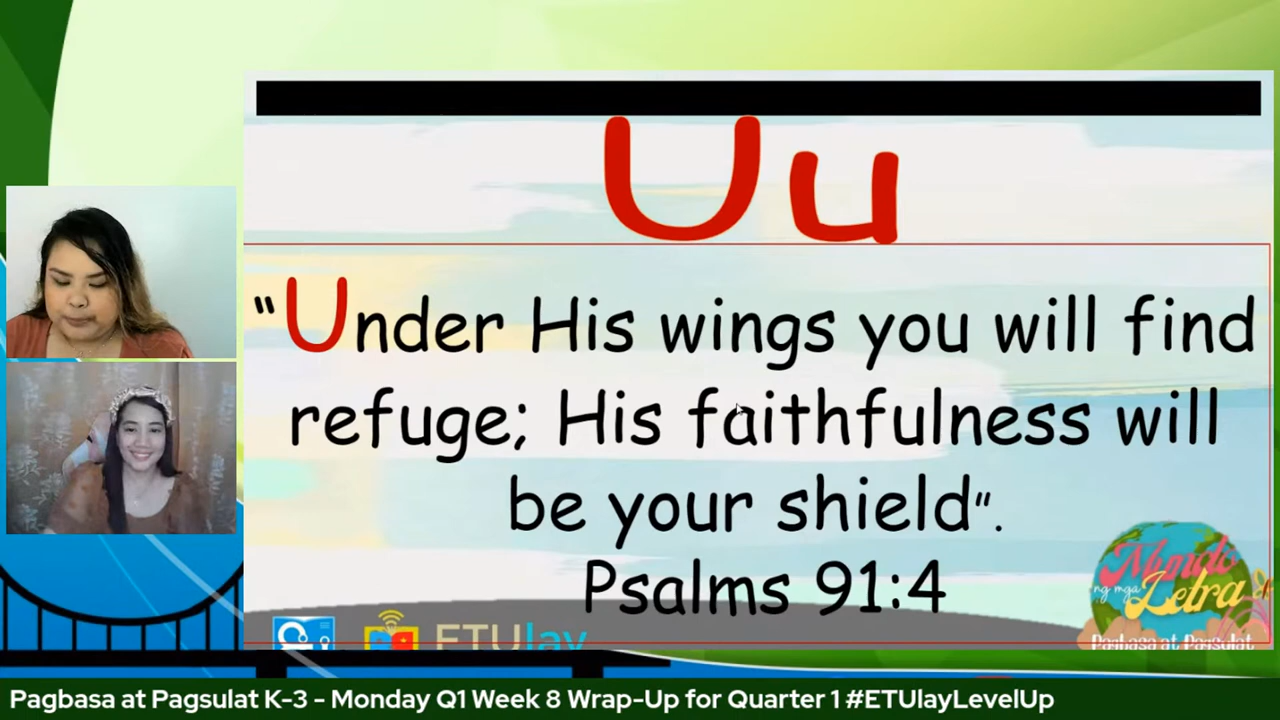 Uu
“Under His wings you will find
refuge; His faithfulness will
be your shield”.
Psalms 91:4
Mundo
ng mga
Letra
Pagbasa at Pagsulat
ETUlay
Pagbasa at Pagsulat K-3 - Monday Q1 Week 8 Wrap-Up for Quarter 1 #ETUlayLevelUp